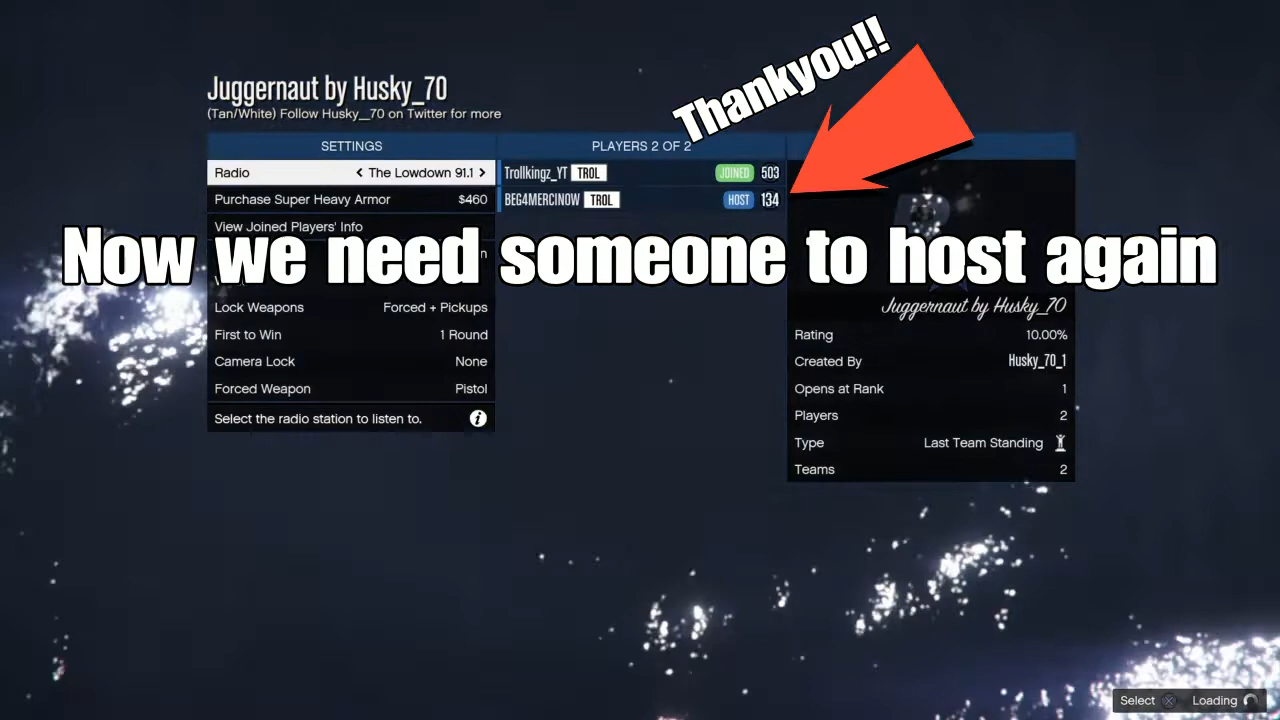 Thankyou!!
Juggernaut by Husky_70
(Tan/White) Follow Husky__70 on Twitter for more
SETTINGS
PLAYERS 2 OF 2
Radio < The Lowdown 91.1 >
Trollkingz_YT TROL JOINED 503
Purchase Super Heavy Armor $460
BEG4MERCINOW TROL HOST 134
View Joined Players' Info
Now we need someone to host again
Juggernaut by Husky_70
Lock Weapons Forced + Pickups
First to Win 1 Round
Camera Lock None
Forced Weapon Pistol
Select the radio station to listen to.
Rating 10.00%
Created By Husky_70_1
Opens at Rank 1
Players 2
Type Last Team Standing
Teams 2
Select Loading